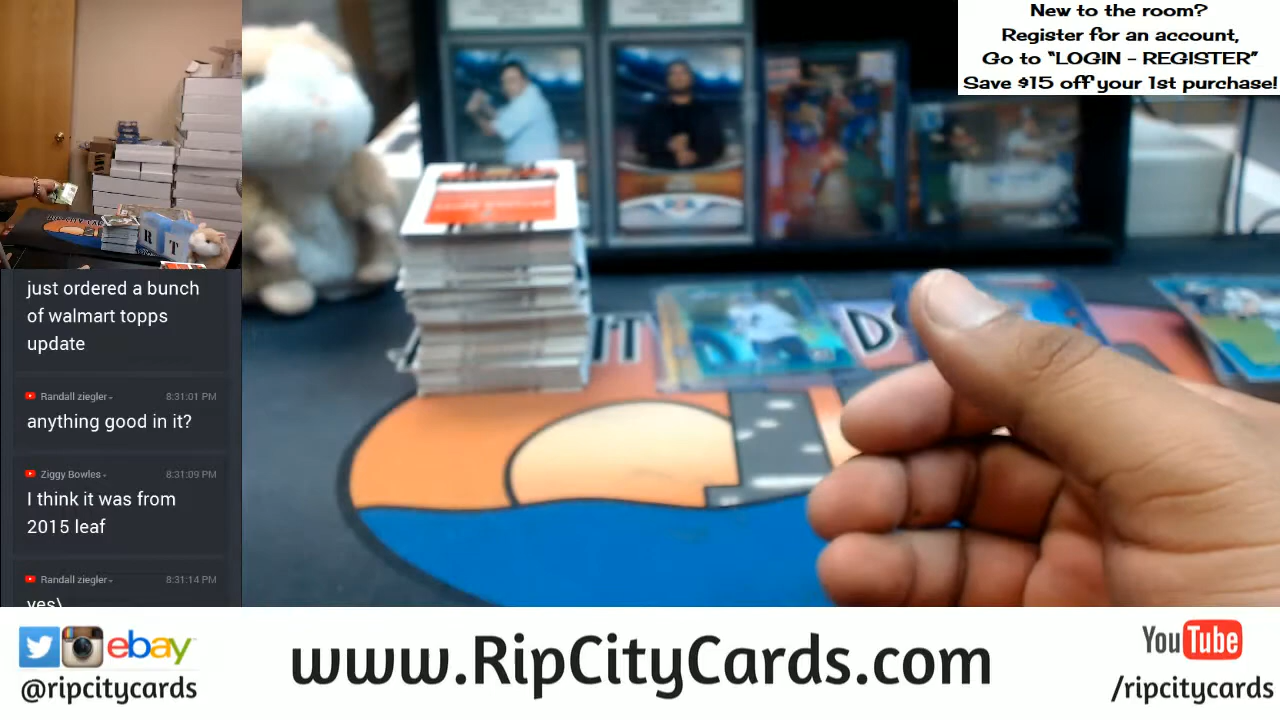 New to the room?
Register for an account,
Go to "LOGIN - REGISTER"
Save $15 off your 1st purchase!
R T
just ordered a bunch
of walmart topps
update
Randall ziegler 8:31:01 PM
anything good in it?
Ziggy Bowles 8:31:09 PM
I think it was from
2015 leaf
Randall ziegler 8:31:14 PM
yes\
IT
D
ebay
@ripcitycards
www.RipCityCards.com
YouTube
/ripcitycards